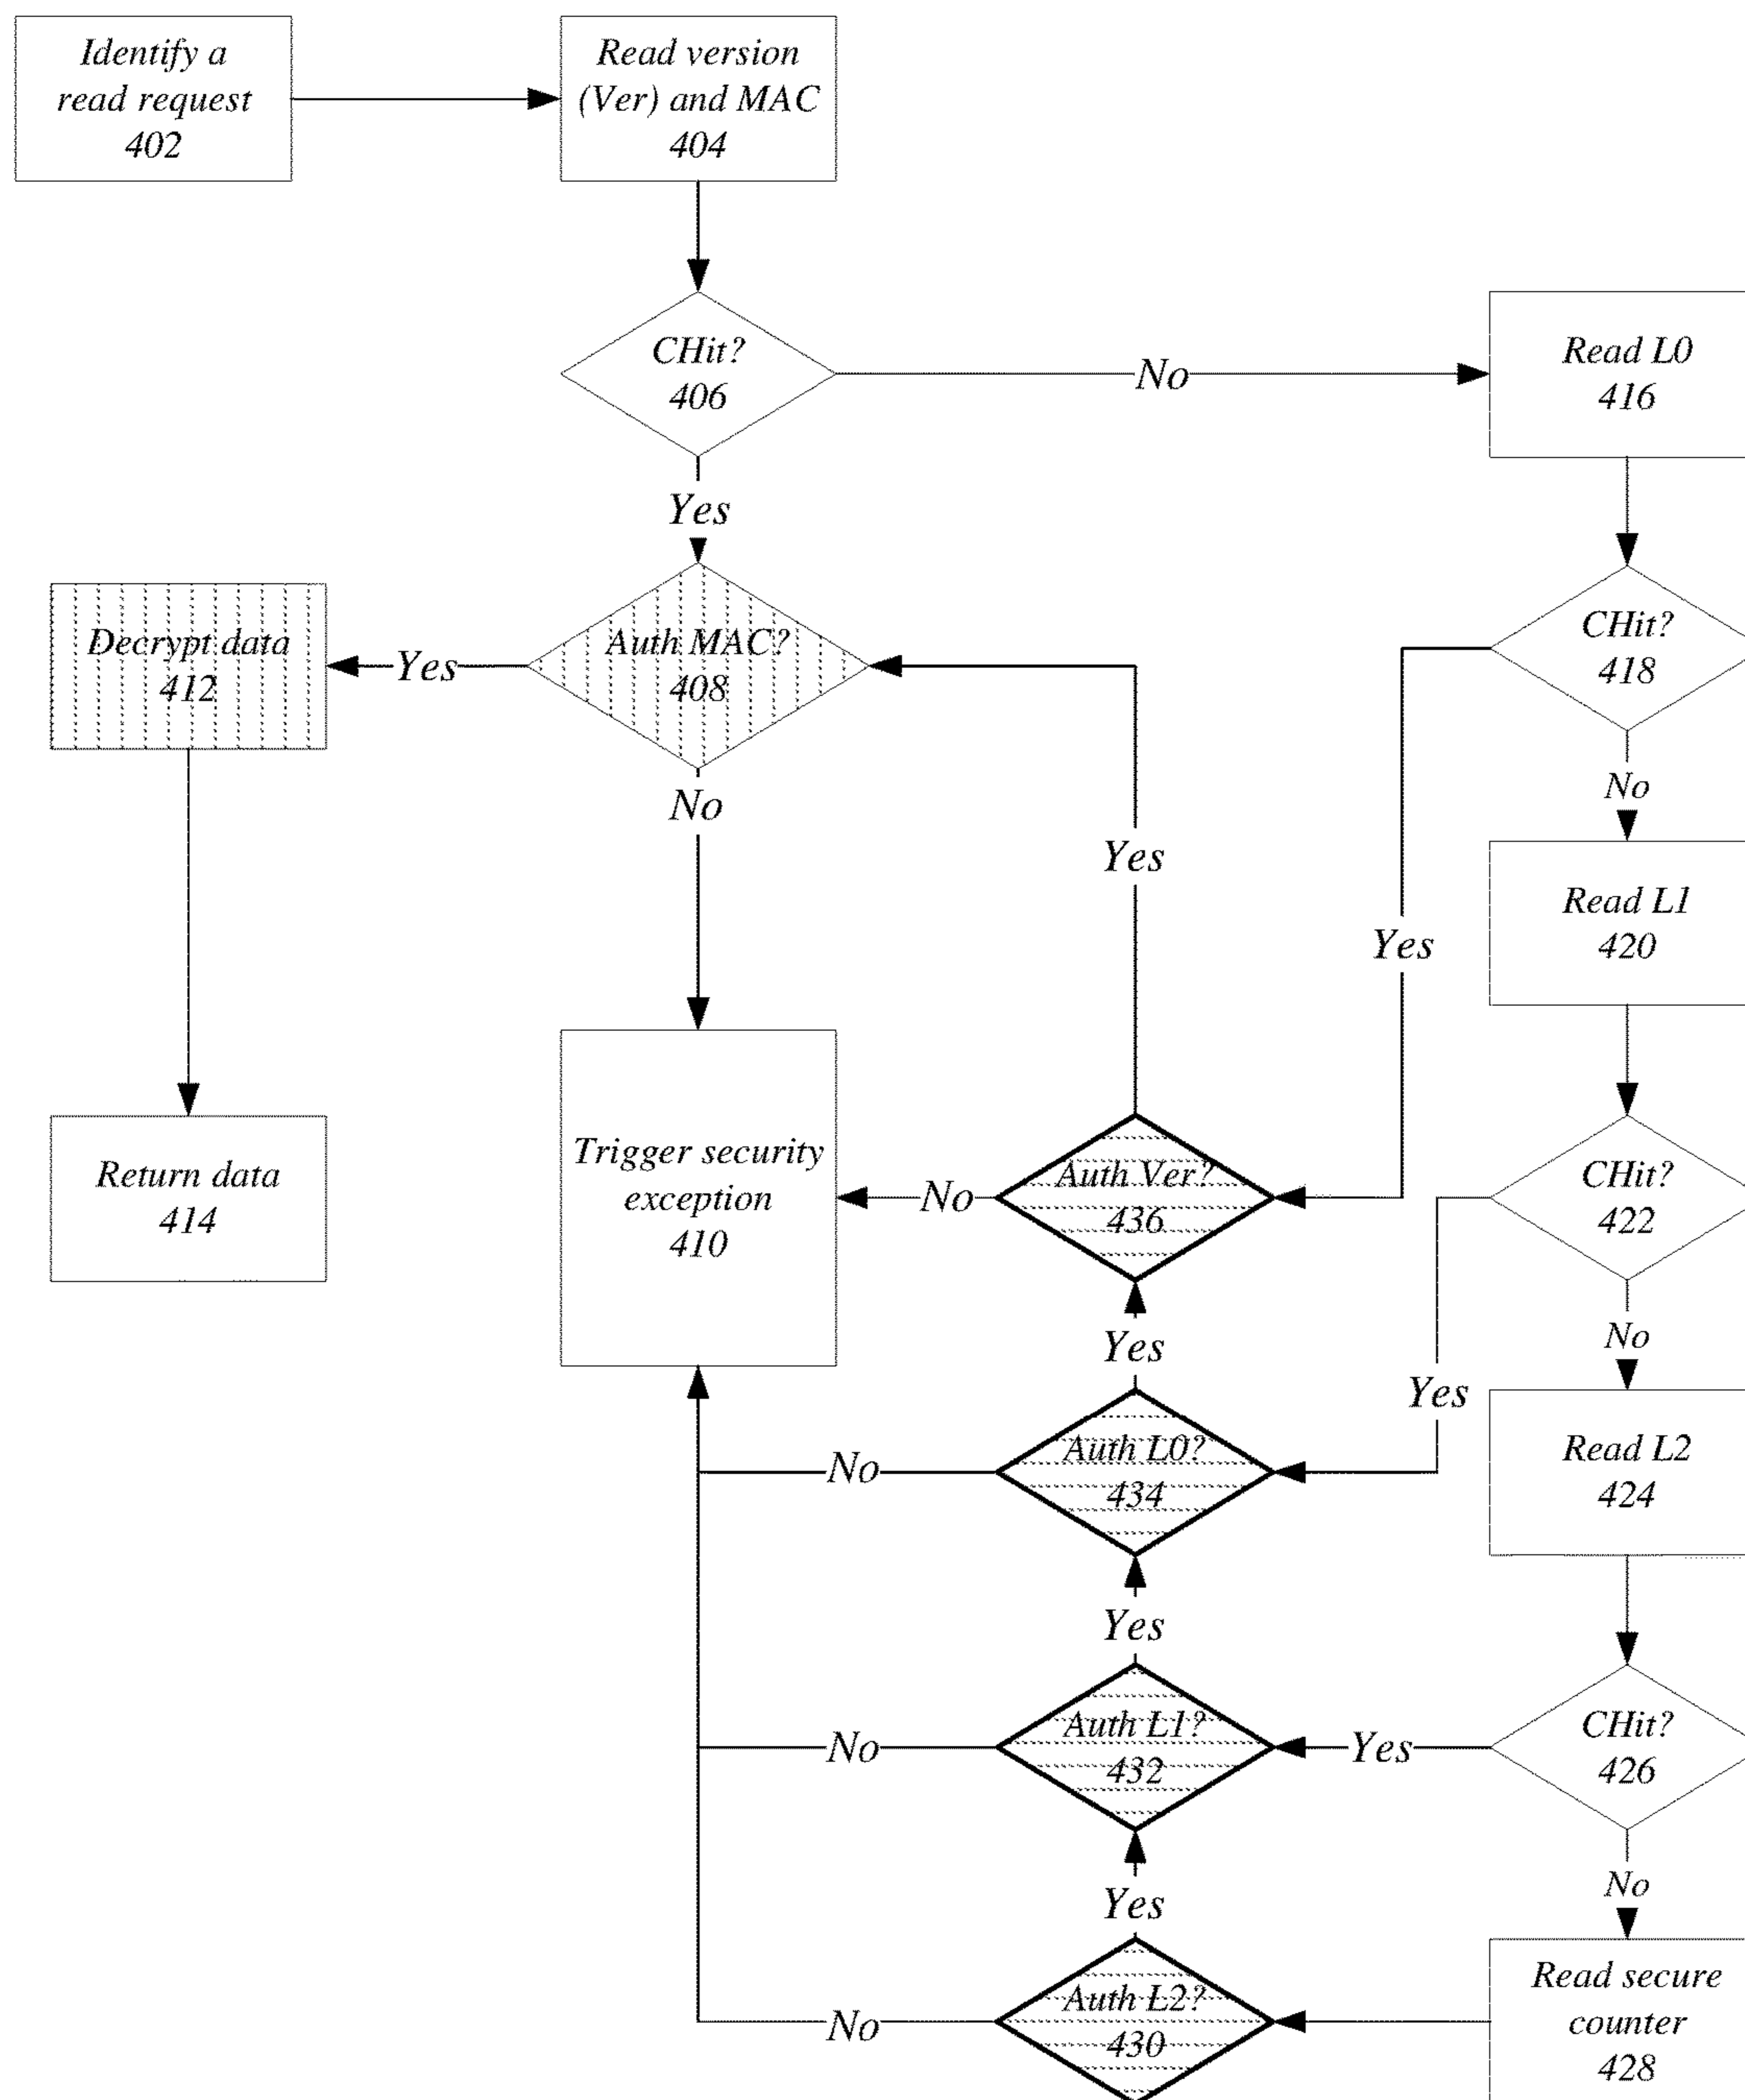 Identify a
read request
402
Read version
(Ver) and MAC
404
CHit?
406
No
Read L0
416
Yes
CHit?
418
Decrypt data
412
Yes
Auth MAC?
408
No
No
Read L1
420
Yes
Yes
Return data
414
Trigger security
exception
410
No
Auth Ver?
436
CHit?
422
No
Yes
Yes
No
Auth L0?
434
Read L2
424
Yes
No
Auth L1?
432
Yes
CHit?
426
No
Yes
No
Auth L2?
430
Read secure
counter
428